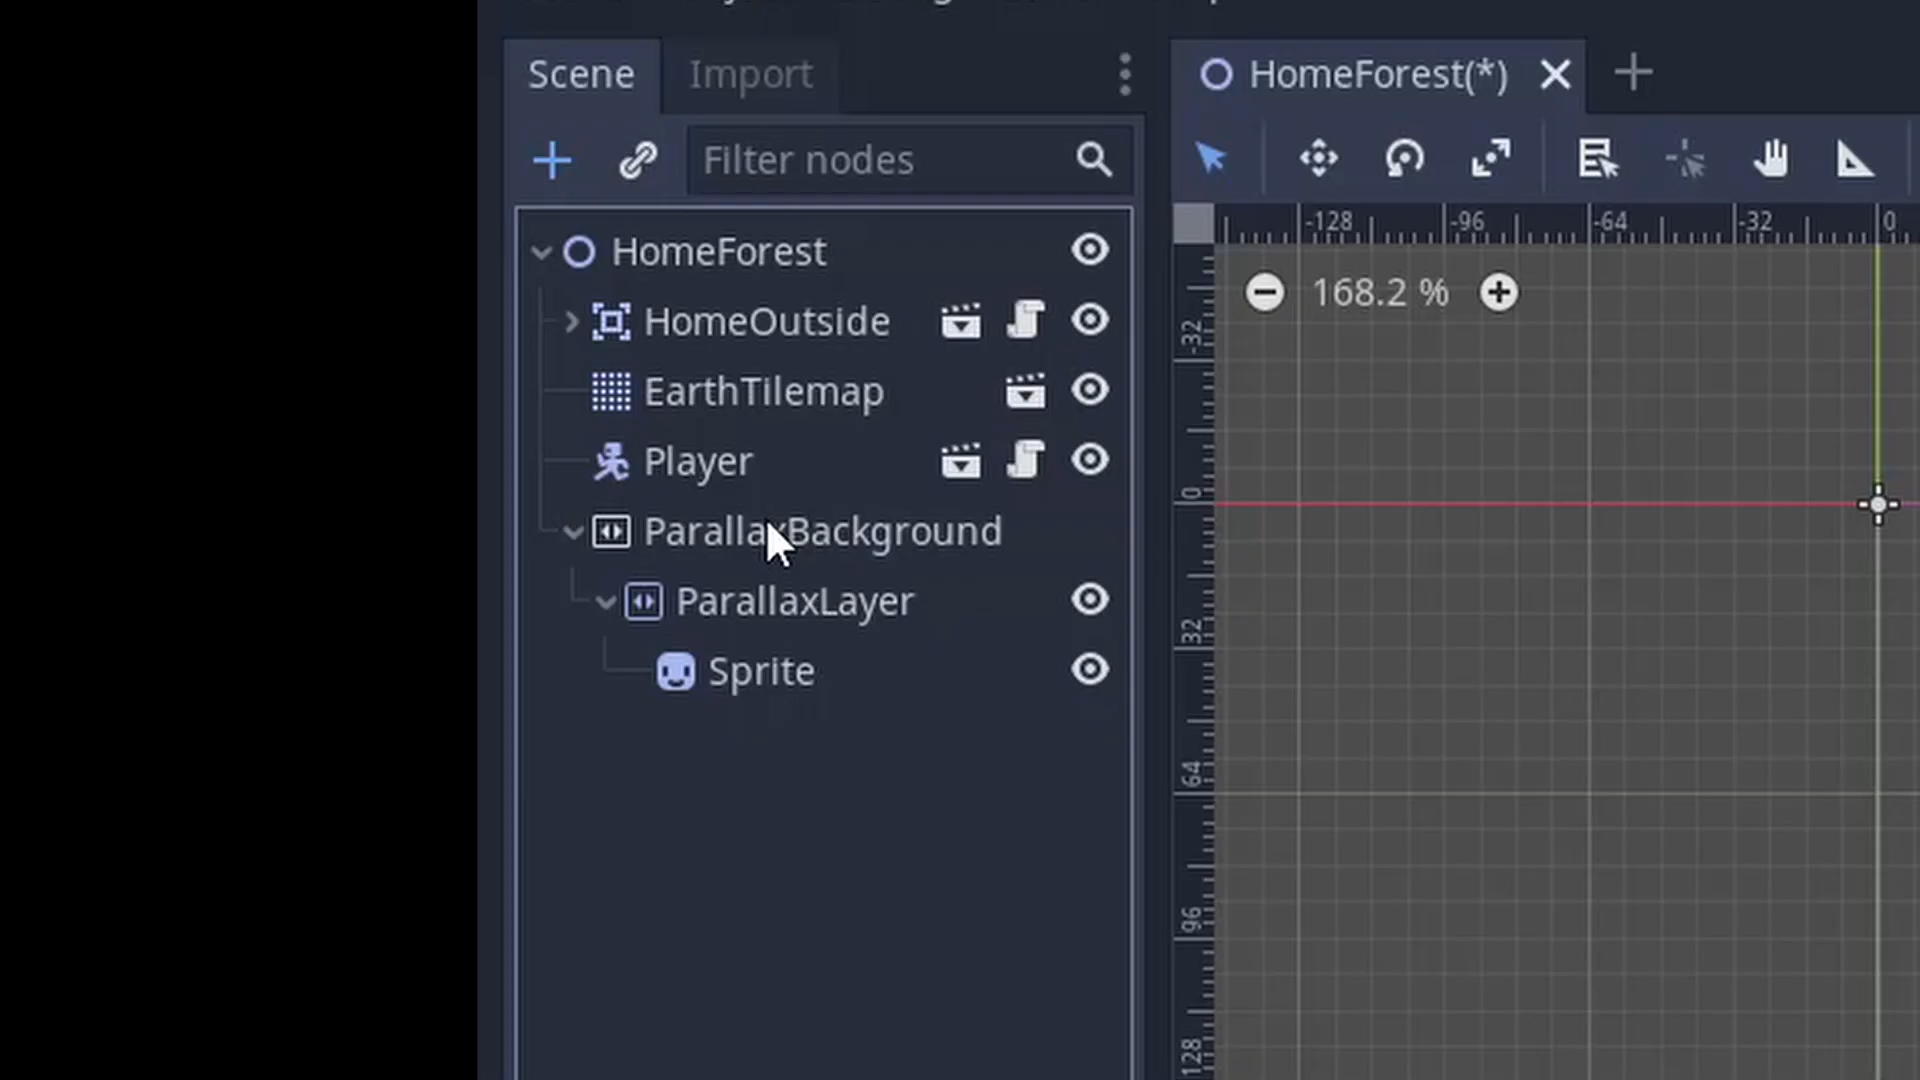 Scene Import
HomeForest(*)
Filter nodes
HomeForest
HomeOutside
EarthTilemap
Player
ParallaxBackground
ParallaxLayer
Sprite
-128 -96 -64 -32 0
168.2 %
-32
0
32
64
96
128